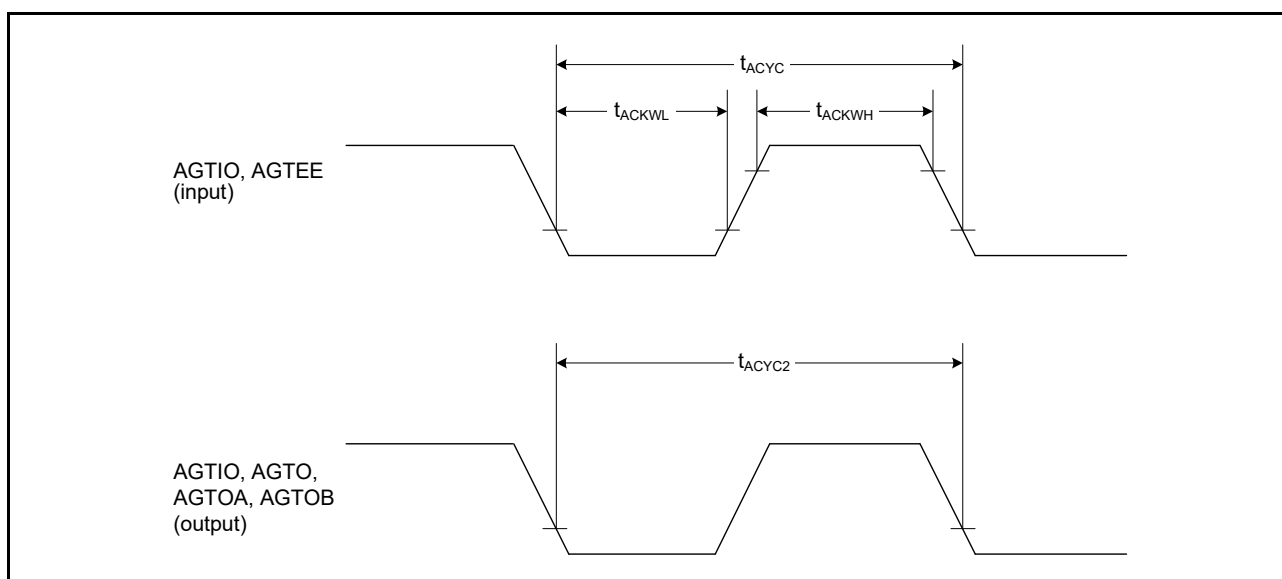 tACYC
tACKWL
tACKWH
AGTIO, AGTEE
(input)
tACYC2
AGTIO, AGTO,
AGTOA, AGTOB
(output)